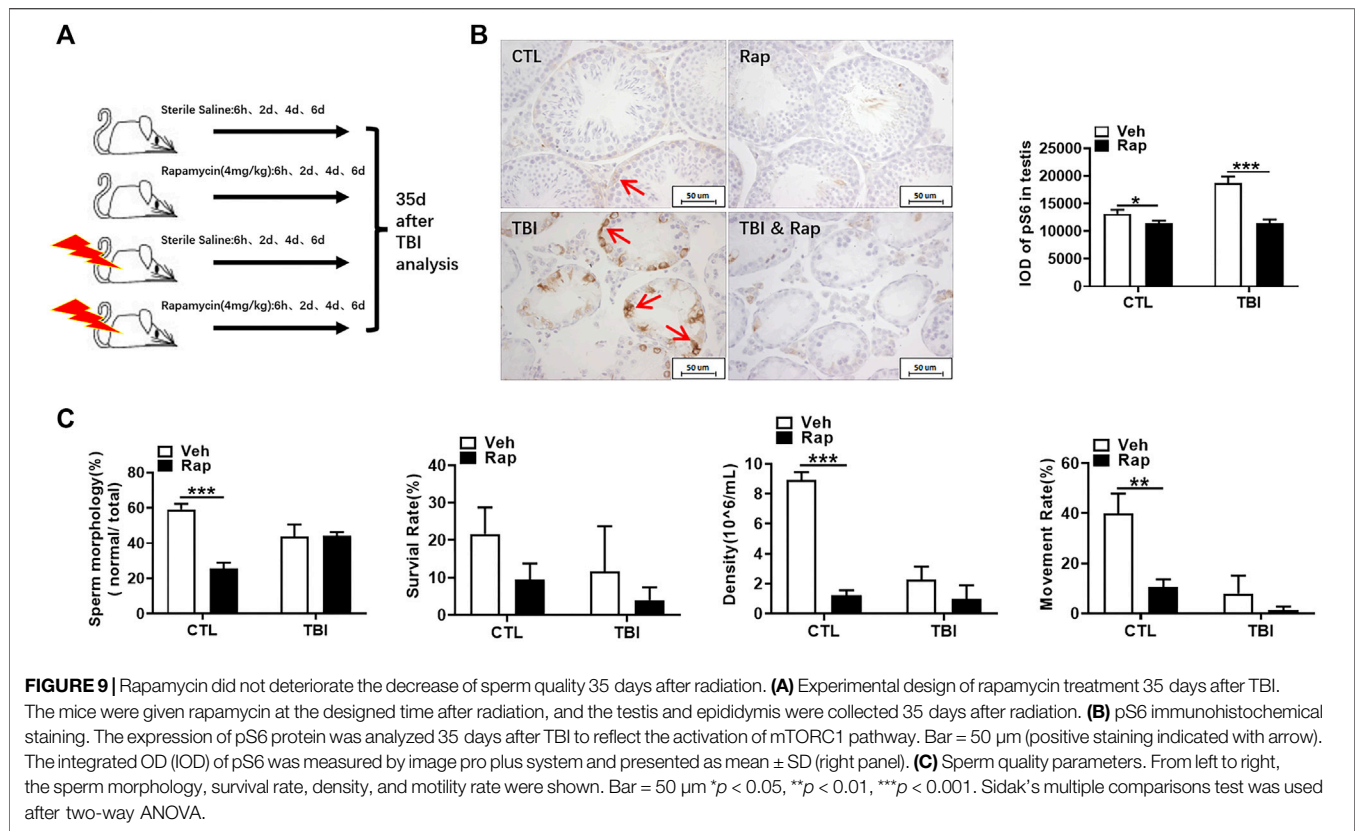 A
Sterile Saline:6h、2d、4d、6d
Rapamycin(4mg/kg):6h、2d、4d、6d
Sterile Saline:6h、2d、4d、6d
Rapamycin(4mg/kg):6h、2d、4d、6d
35d
after
TBI
analysis
B
CTL
50 um
Rap
50 um
TBI
50 um
TBI & Rap
50 um
Veh
Rap
IOD of pS6 in testis
25000
20000
15000
10000
5000
0
*
***
CTL
TBI
C
Veh
Rap
Sperm morphology(%)
( normal/ total)
80
60
40
20
0
***
CTL
TBI
Veh
Rap
Survial Rate(%)
40
30
20
10
0
CTL
TBI
Veh
Rap
Density(10^6/mL)
10
8
6
4
2
0
***
CTL
TBI
Veh
Rap
Movement Rate(%)
60
40
20
0
**
CTL
TBI
FIGURE 9 | Rapamycin did not deteriorate the decrease of sperm quality 35 days after radiation. (A) Experimental design of rapamycin treatment 35 days after TBI.
The mice were given rapamycin at the designed time after radiation, and the testis and epididymis were collected 35 days after radiation. (B) pS6 immunohistochemical
staining. The expression of pS6 protein was analyzed 35 days after TBI to reflect the activation of mTORC1 pathway. Bar = 50 μm (positive staining indicated with arrow).
The integrated OD (IOD) of pS6 was measured by image pro plus system and presented as mean ± SD (right panel). (C) Sperm quality parameters. From left to right,
the sperm morphology, survival rate, density, and motility rate were shown. Bar = 50 μm *p < 0.05, **p < 0.01, ***p < 0.001. Sidak's multiple comparisons test was used
after two-way ANOVA.